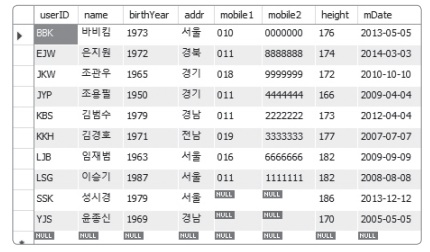 userID name birthYear addr mobile1 mobile2 height mDate
BBK 바비킴 1973 서울 010 0000000 176 2013-05-05
EJW 은지원 1972 경북 011 8888888 174 2014-03-03
JKW 조관우 1965 경기 018 9999999 172 2010-10-10
JYP 조용필 1950 경기 011 4444444 166 2009-04-04
KBS 김범수 1979 경남 011 2222222 173 2012-04-04
KKH 김경호 1971 전남 019 3333333 177 2007-07-07
LJB 임재범 1963 서울 016 6666666 182 2009-09-09
LSG 이승기 1987 서울 011 1111111 182 2008-08-08
SSK 성시경 1979 서울 NULL NULL 186 2013-12-12
YJS 윤종신 1969 경남 NULL NULL 170 2005-05-05
NULL NULL NULL NULL NULL NULL NULL NULL